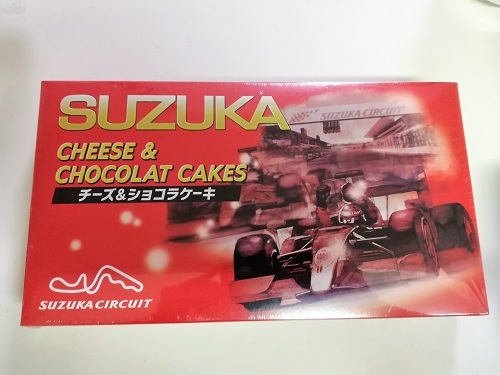 SUZUKA
SUZUKA CIRCUIT
CHEESE &
CHOCOLAT CAKES
チーズ&ショコラケーキ
SUZUKA CIRCUIT